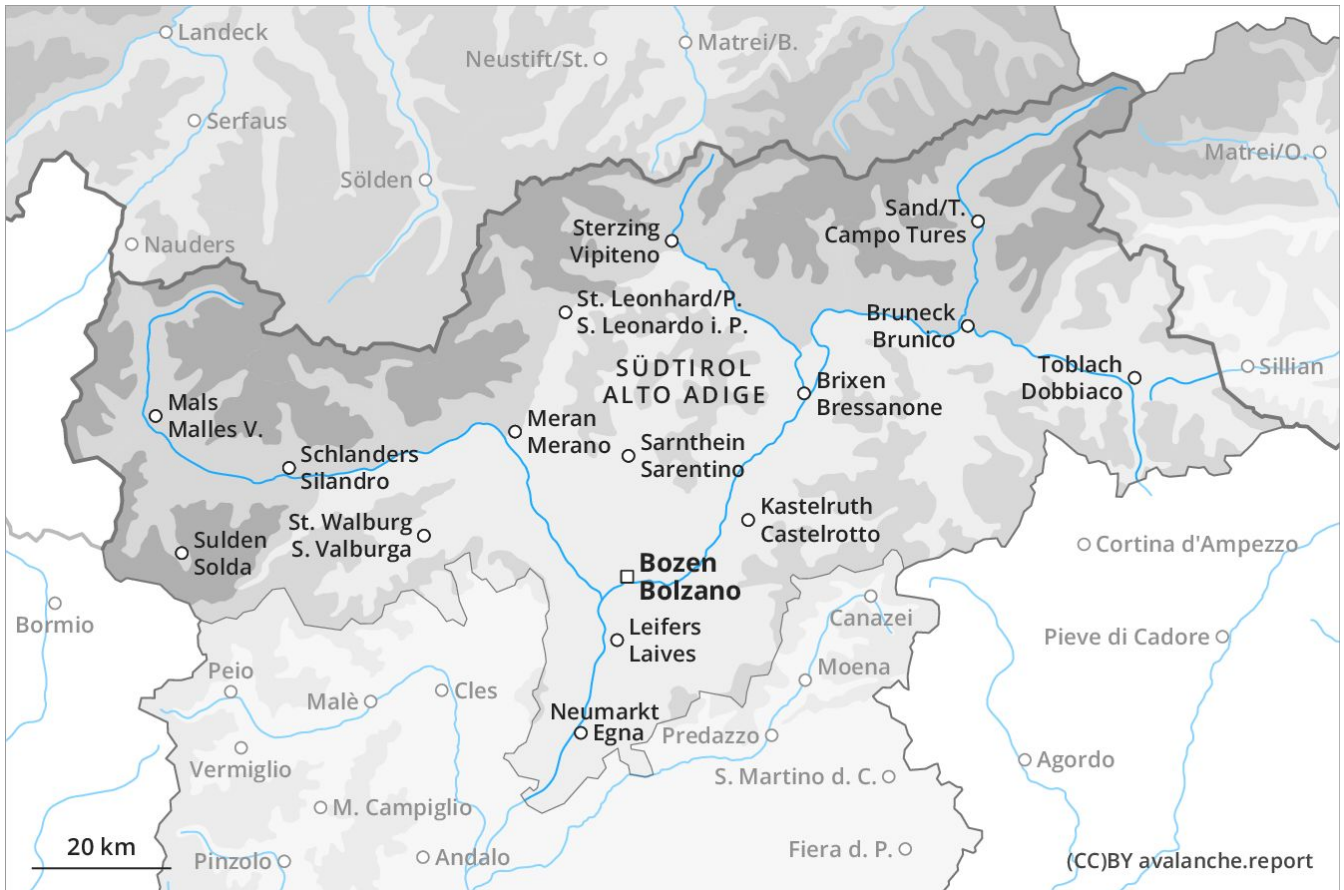 Landeck
Matrei/B.
Neustift/St.
Serfaus
Matrei/O.
Sölden
Sand/T.
Campo Tures
Sterzing
Vipiteno
Nauders
St. Leonhard/P.
S. Leonardo i. P.
Bruneck
Brunico
SÜDTIROL
ALTO ADIGE
Toblach
Dobbiaco
Sillian
Brixen
Bressanone
Mals
Malles V.
Meran
Merano
Sarnthein
Sarentino
Schlanders
Silandro
Kastelruth
Castelrotto
St. Walburg
S. Valburga
Sulden
Solda
Cortina d'Ampezzo
Bozen
Bolzano
Bormio
Canazei
Leifers
Laives
Pieve di Cadore
Peio
Moena
Malè
Cles
Neumarkt
Egna
Predazzo
Vermiglio
Agordo
S. Martino d. C.
M. Campiglio
20 km
Pinzolo
Andalo
Fiera d. P.
(CC)BY avalanche.report